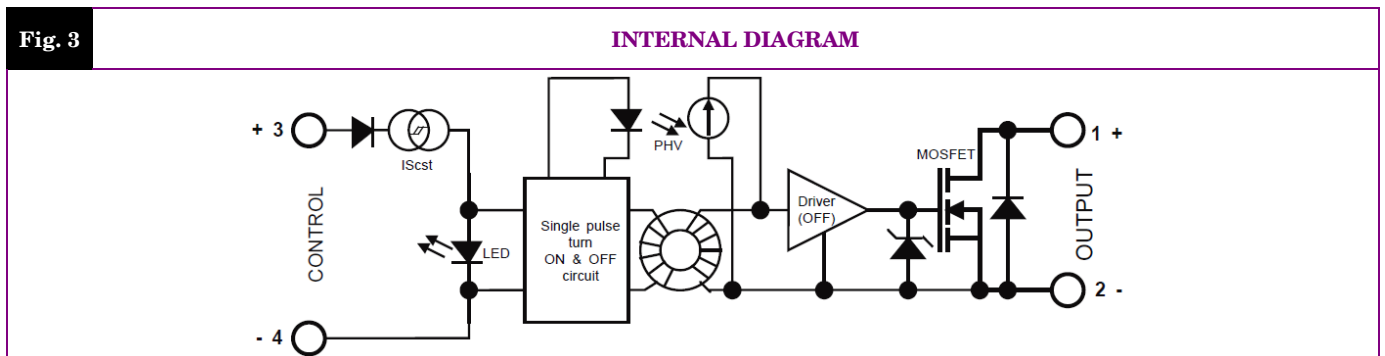 Fig. 3
INTERNAL DIAGRAM
+ 3
IScst
CONTROL
LED
- 4
Single pulse
turn
ON & OFF
circuit
PHV
Driver
(OFF)
MOSFET
1 +
OUTPUT
2 -